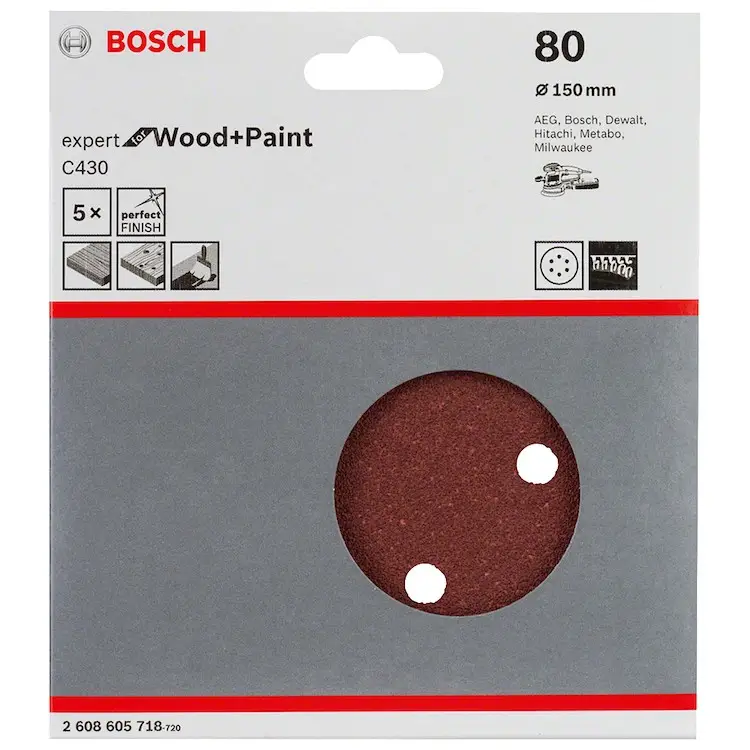 BOSCH
expert for Wood+Paint
C430
5×
perfect
FINISH
80
Ø 150 mm
AEG, Bosch, Dewalt,
Hitachi, Metabo,
Milwaukee
2 608 605 718-720